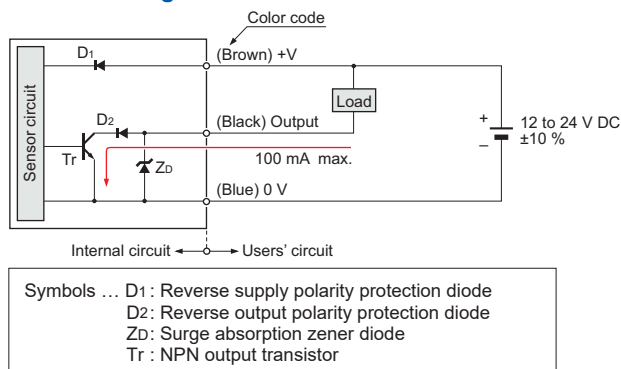 Color code
D1
(Brown) +V
Sensor circuit
Load
D2
(Black) Output
+
12 to 24 V DC
±10 %
–
Tr
ZD
100 mA max.
(Blue) 0 V
Internal circuit
Users' circuit
Symbols … D1 : Reverse supply polarity protection diode
D2 : Reverse output polarity protection diode
ZD : Surge absorption zener diode
Tr : NPN output transistor